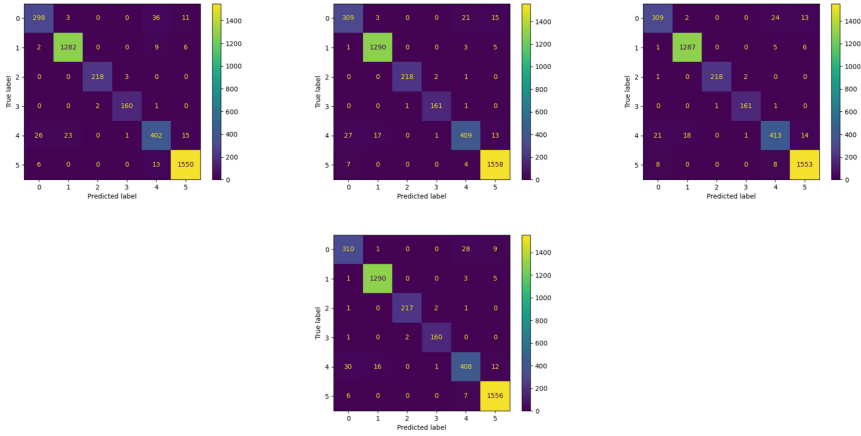 0 298 3 0 0 36 11
1 2 1282 0 0 9 6
2 0 0 218 3 0 0
3 0 0 2 160 1 0
4 26 23 0 1 402 15
5 6 0 0 0 13 1550
0 1 2 3 4 5
Predicted label
True label
1400
1200
1000
800
600
400
200
0
0 309 3 0 0 21 15
1 1 1290 0 0 3 5
2 0 0 218 2 1 0
3 0 0 1 161 1 0
4 27 17 0 1 409 13
5 7 0 0 0 4 1558
0 1 2 3 4 5
Predicted label
True label
1400
1200
1000
800
600
400
200
0
0 309 2 0 0 24 13
1 1 1287 0 0 5 6
2 1 0 218 2 0 0
3 0 0 1 161 1 0
4 21 18 0 1 413 14
5 8 0 0 0 8 1553
0 1 2 3 4 5
Predicted label
True label
1400
1200
1000
800
600
400
200
0
0 310 1 0 0 28 9
1 1 1290 0 0 3 5
2 1 0 217 2 1 0
3 1 0 2 160 0 0
4 30 16 0 1 408 12
5 6 0 0 0 7 1556
0 1 2 3 4 5
Predicted label
True label
1400
1200
1000
800
600
400
200
0